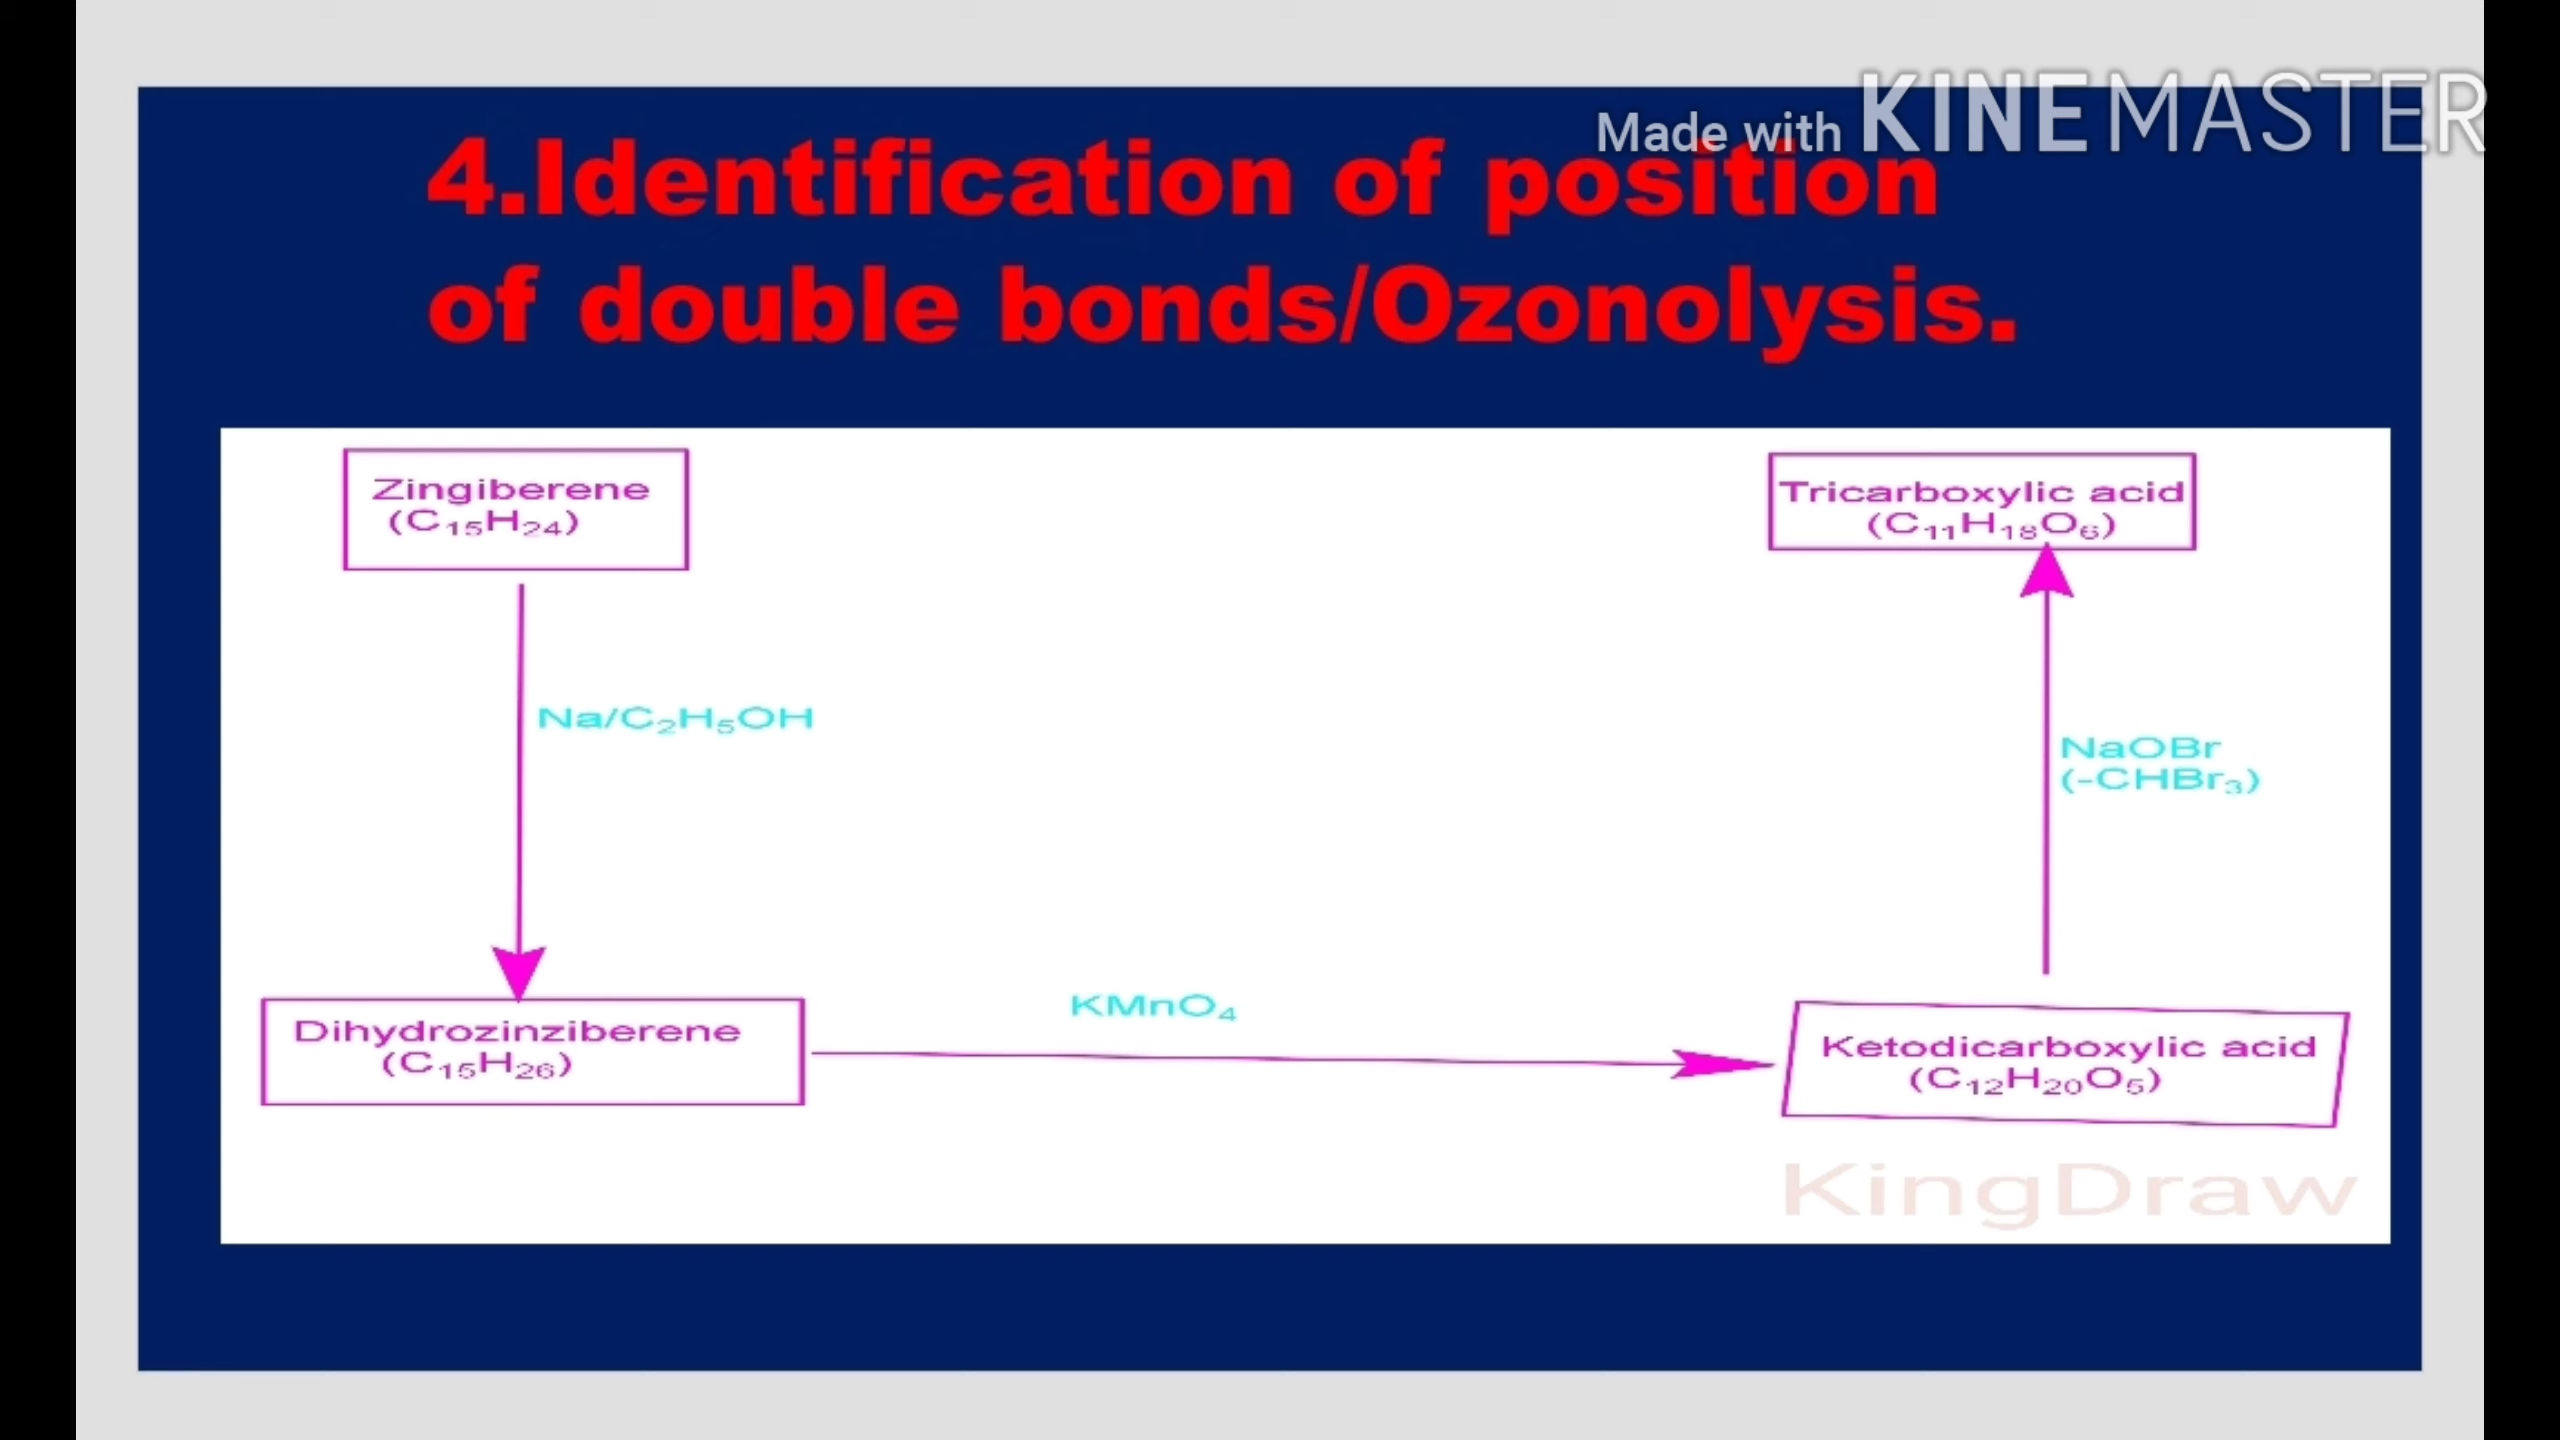 Made with KINEMASTER
4.Identification of position
of double bonds/Ozonolysis.
Zingiberene
(C₁₅H₂₄)
Tricarboxylic acid
(C₁₁H₁₈O₆)
Na/C₂H₅OH
NaOBr
(-CHBr₃)
KMnO₄
Dihydrozinziberene
(C₁₅H₂₆)
Ketodicarboxylic acid
(C₁₂H₂₀O₅)
KingDraw